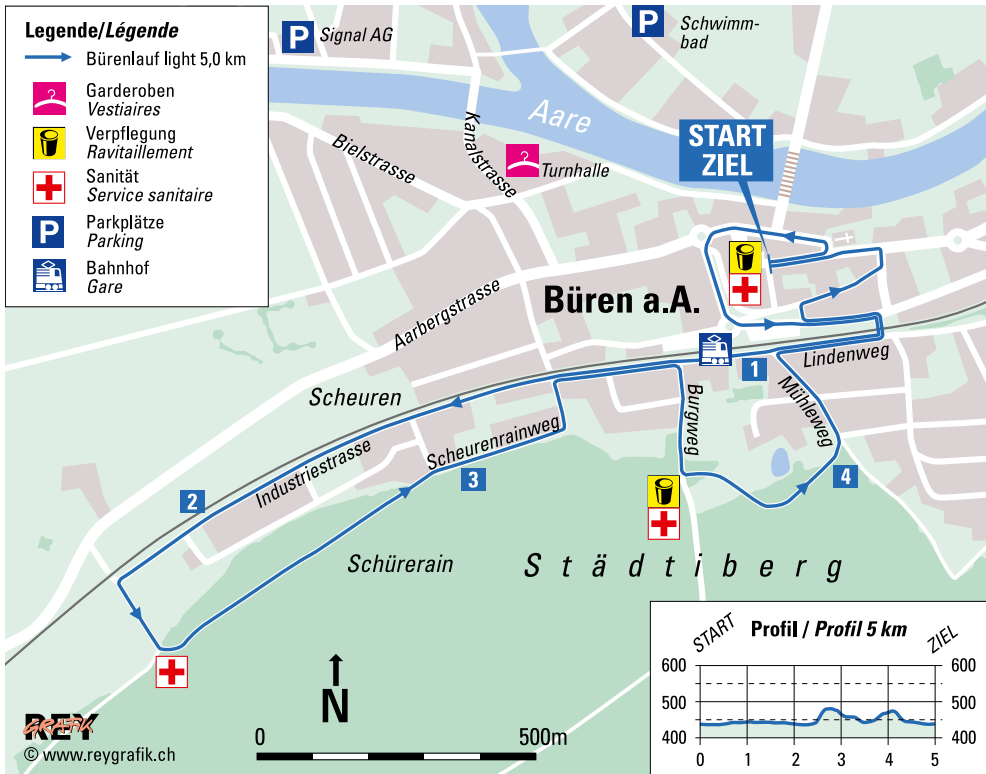 Legende/Légende
Bürenlauf light 5,0 km
Garderoben
Vestiaires
Verpflegung
Ravitaillement
Sanität
Service sanitaire
P
Parkplätze
Parking
Bahnhof
Gare
P
Signal AG
P
Schwimm-
bad
Aare
START
ZIEL
Bielstrasse
Kanalstrasse
Turnhalle
Büren a.A.
Aarbergstrasse
Lindenweg
1
Mühleweg
Burgweg
Scheuren
Scheurenrainweg
Industriestrasse
2
3
4
Schürerain
Städtiberg
N
0
500m
REY
GRAFIK
© www.reygrafik.ch
Profil / Profil 5 km
START
ZIEL
600
600
500
500
400
400
0 1 2 3 4 5